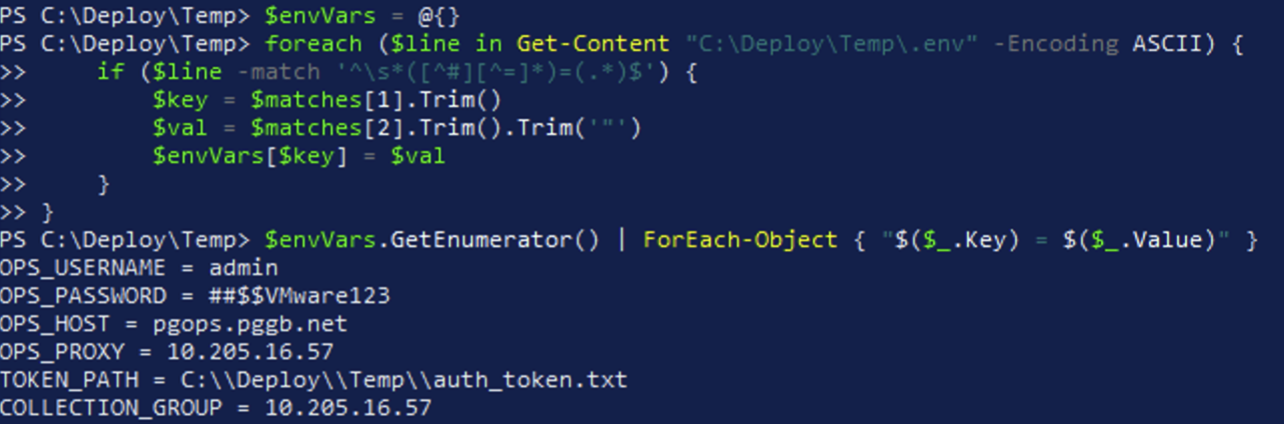 PS C:\Deploy\Temp> $envVars = @{}
PS C:\Deploy\Temp> foreach ($line in Get-Content "C:\Deploy\Temp\.env" -Encoding ASCII) {
>>     if ($line -match '^\s*([^#][^=]*)=(.*)$') {
>>         $key = $matches[1].Trim()
>>         $val = $matches[2].Trim().Trim('"')
>>         $envVars[$key] = $val
>>     }
>> }
PS C:\Deploy\Temp> $envVars.GetEnumerator() | ForEach-Object { "$($_.Key) = $($_.Value)" }
OPS_USERNAME = admin
OPS_PASSWORD = ##$$VMware123
OPS_HOST = pgops.pggb.net
OPS_PROXY = 10.205.16.57
TOKEN_PATH = C:\\Deploy\\Temp\\auth_token.txt
COLLECTION_GROUP = 10.205.16.57